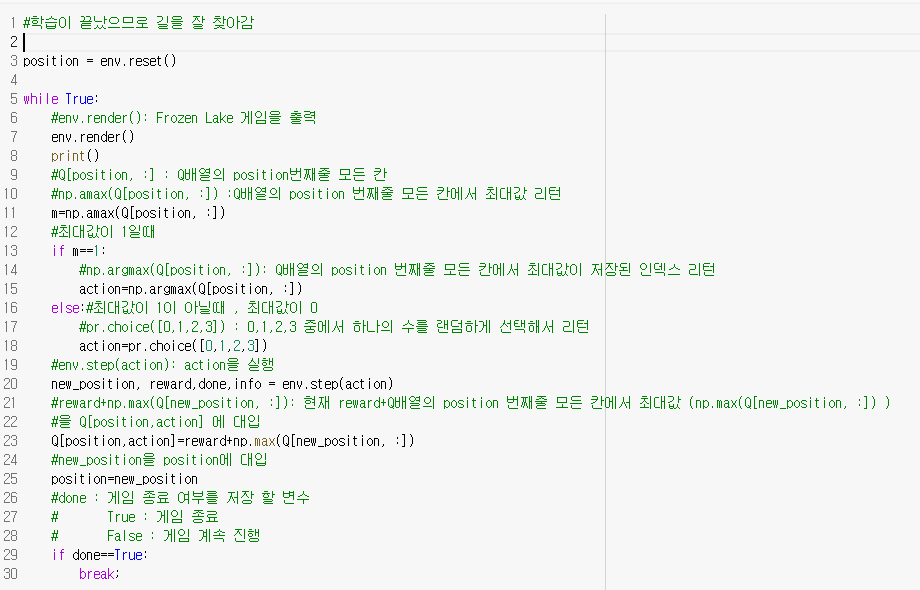 1 #학습이 끝났으므로 길을 잘 찾아감
2
3 position = env.reset()
4
5 while True:
6 #env.render(): Frozen Lake 게임을 출력
7 env.render()
8 print()
9 #Q[position, :] : Q배열의 position번째줄 모든 칸
10 #np.amax(Q[position, :]) :Q배열의 position 번째줄 모든 칸에서 최대값 리턴
11 m=np.amax(Q[position, :])
12 #최대값이 1일때
13 if m==1:
14 #np.argmax(Q[position, :]): Q배열의 position 번째줄 모든 칸에서 최대값이 저장된 인덱스 리턴
15 action=np.argmax(Q[position, :])
16 else:#최대값이 1이 아닐때 , 최대값이 0
17 #pr.choice([0,1,2,3]) : 0,1,2,3 중에서 하나의 수를 랜덤하게 선택해서 리턴
18 action=pr.choice([0,1,2,3])
19 #env.step(action): action을 실행
20 new_position, reward,done,info = env.step(action)
21 #reward+np.max(Q[new_position, :]): 현재 reward+Q배열의 position 번째줄 모든 칸에서 최대값 (np.max(Q[new_position, :]) )
22 #을 Q[position,action] 에 대입
23 Q[position,action]=reward+np.max(Q[new_position, :])
24 #new_position을 position에 대입
25 position=new_position
26 #done : 게임 종료 여부를 저장 할 변수
27 # True : 게임 종료
28 # False : 게임 계속 진행
29 if done==True:
30 break;